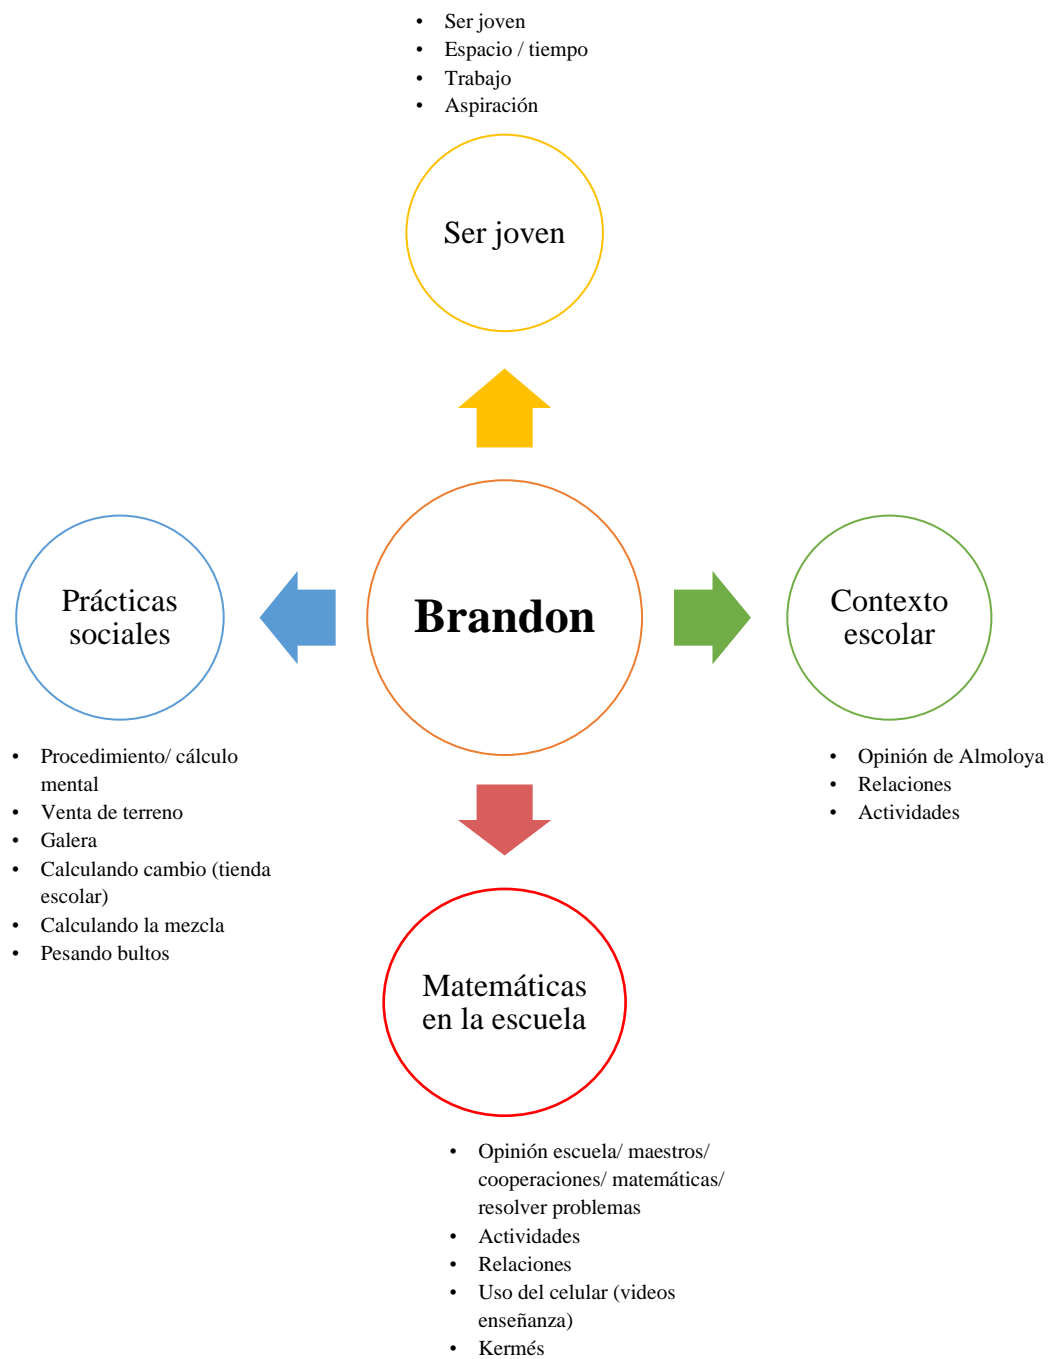 • Ser joven
• Espacio / tiempo
• Trabajo
• Aspiración
Ser joven
Prácticas
sociales
Brandon
Contexto
escolar
• Procedimiento/ cálculo
mental
• Venta de terreno
• Galera
• Calculando cambio (tienda
escolar)
• Calculando la mezcla
• Pesando bultos
• Opinión de Almoloya
• Relaciones
• Actividades
Matemáticas
en la escuela
• Opinión escuela/ maestros/
cooperaciones/ matemáticas/
resolver problemas
• Actividades
• Relaciones
• Uso del celular (videos
enseñanza)
• Kermés